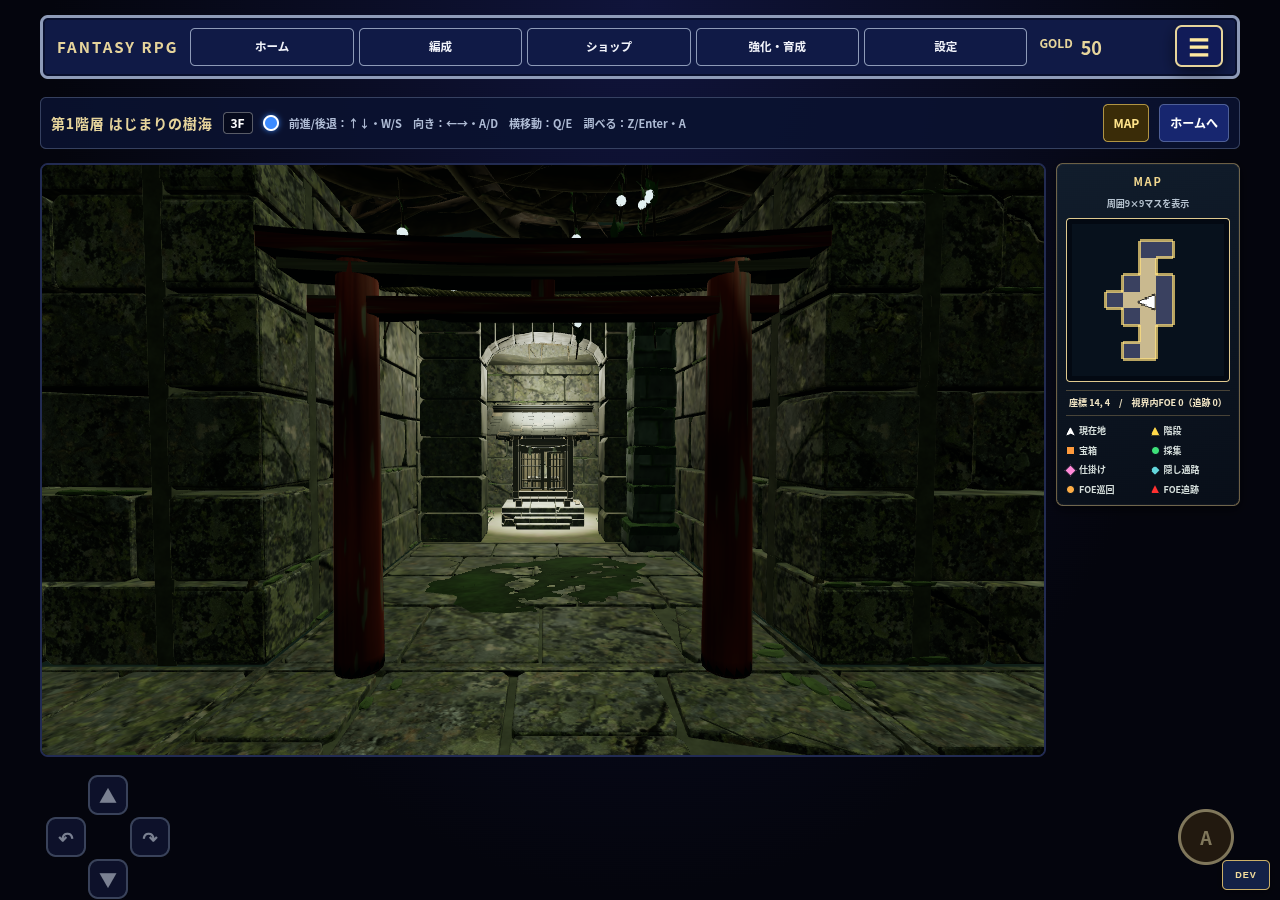 FANTASY RPG
ホーム
編成
ショップ
強化・育成
設定
GOLD 50
第1階層 はじまりの樹海
3F
前進/後退：↑↓・W/S 向き：←→・A/D 横移動：Q/E 調べる：Z/Enter・A
MAP
ホームへ
MAP
周囲9×9マスを表示
座標 14, 4 / 視界内FOE 0（追跡 0）
現在地
階段
宝箱
採集
仕掛け
隠し通路
FOE巡回
FOE追跡
A
DEV